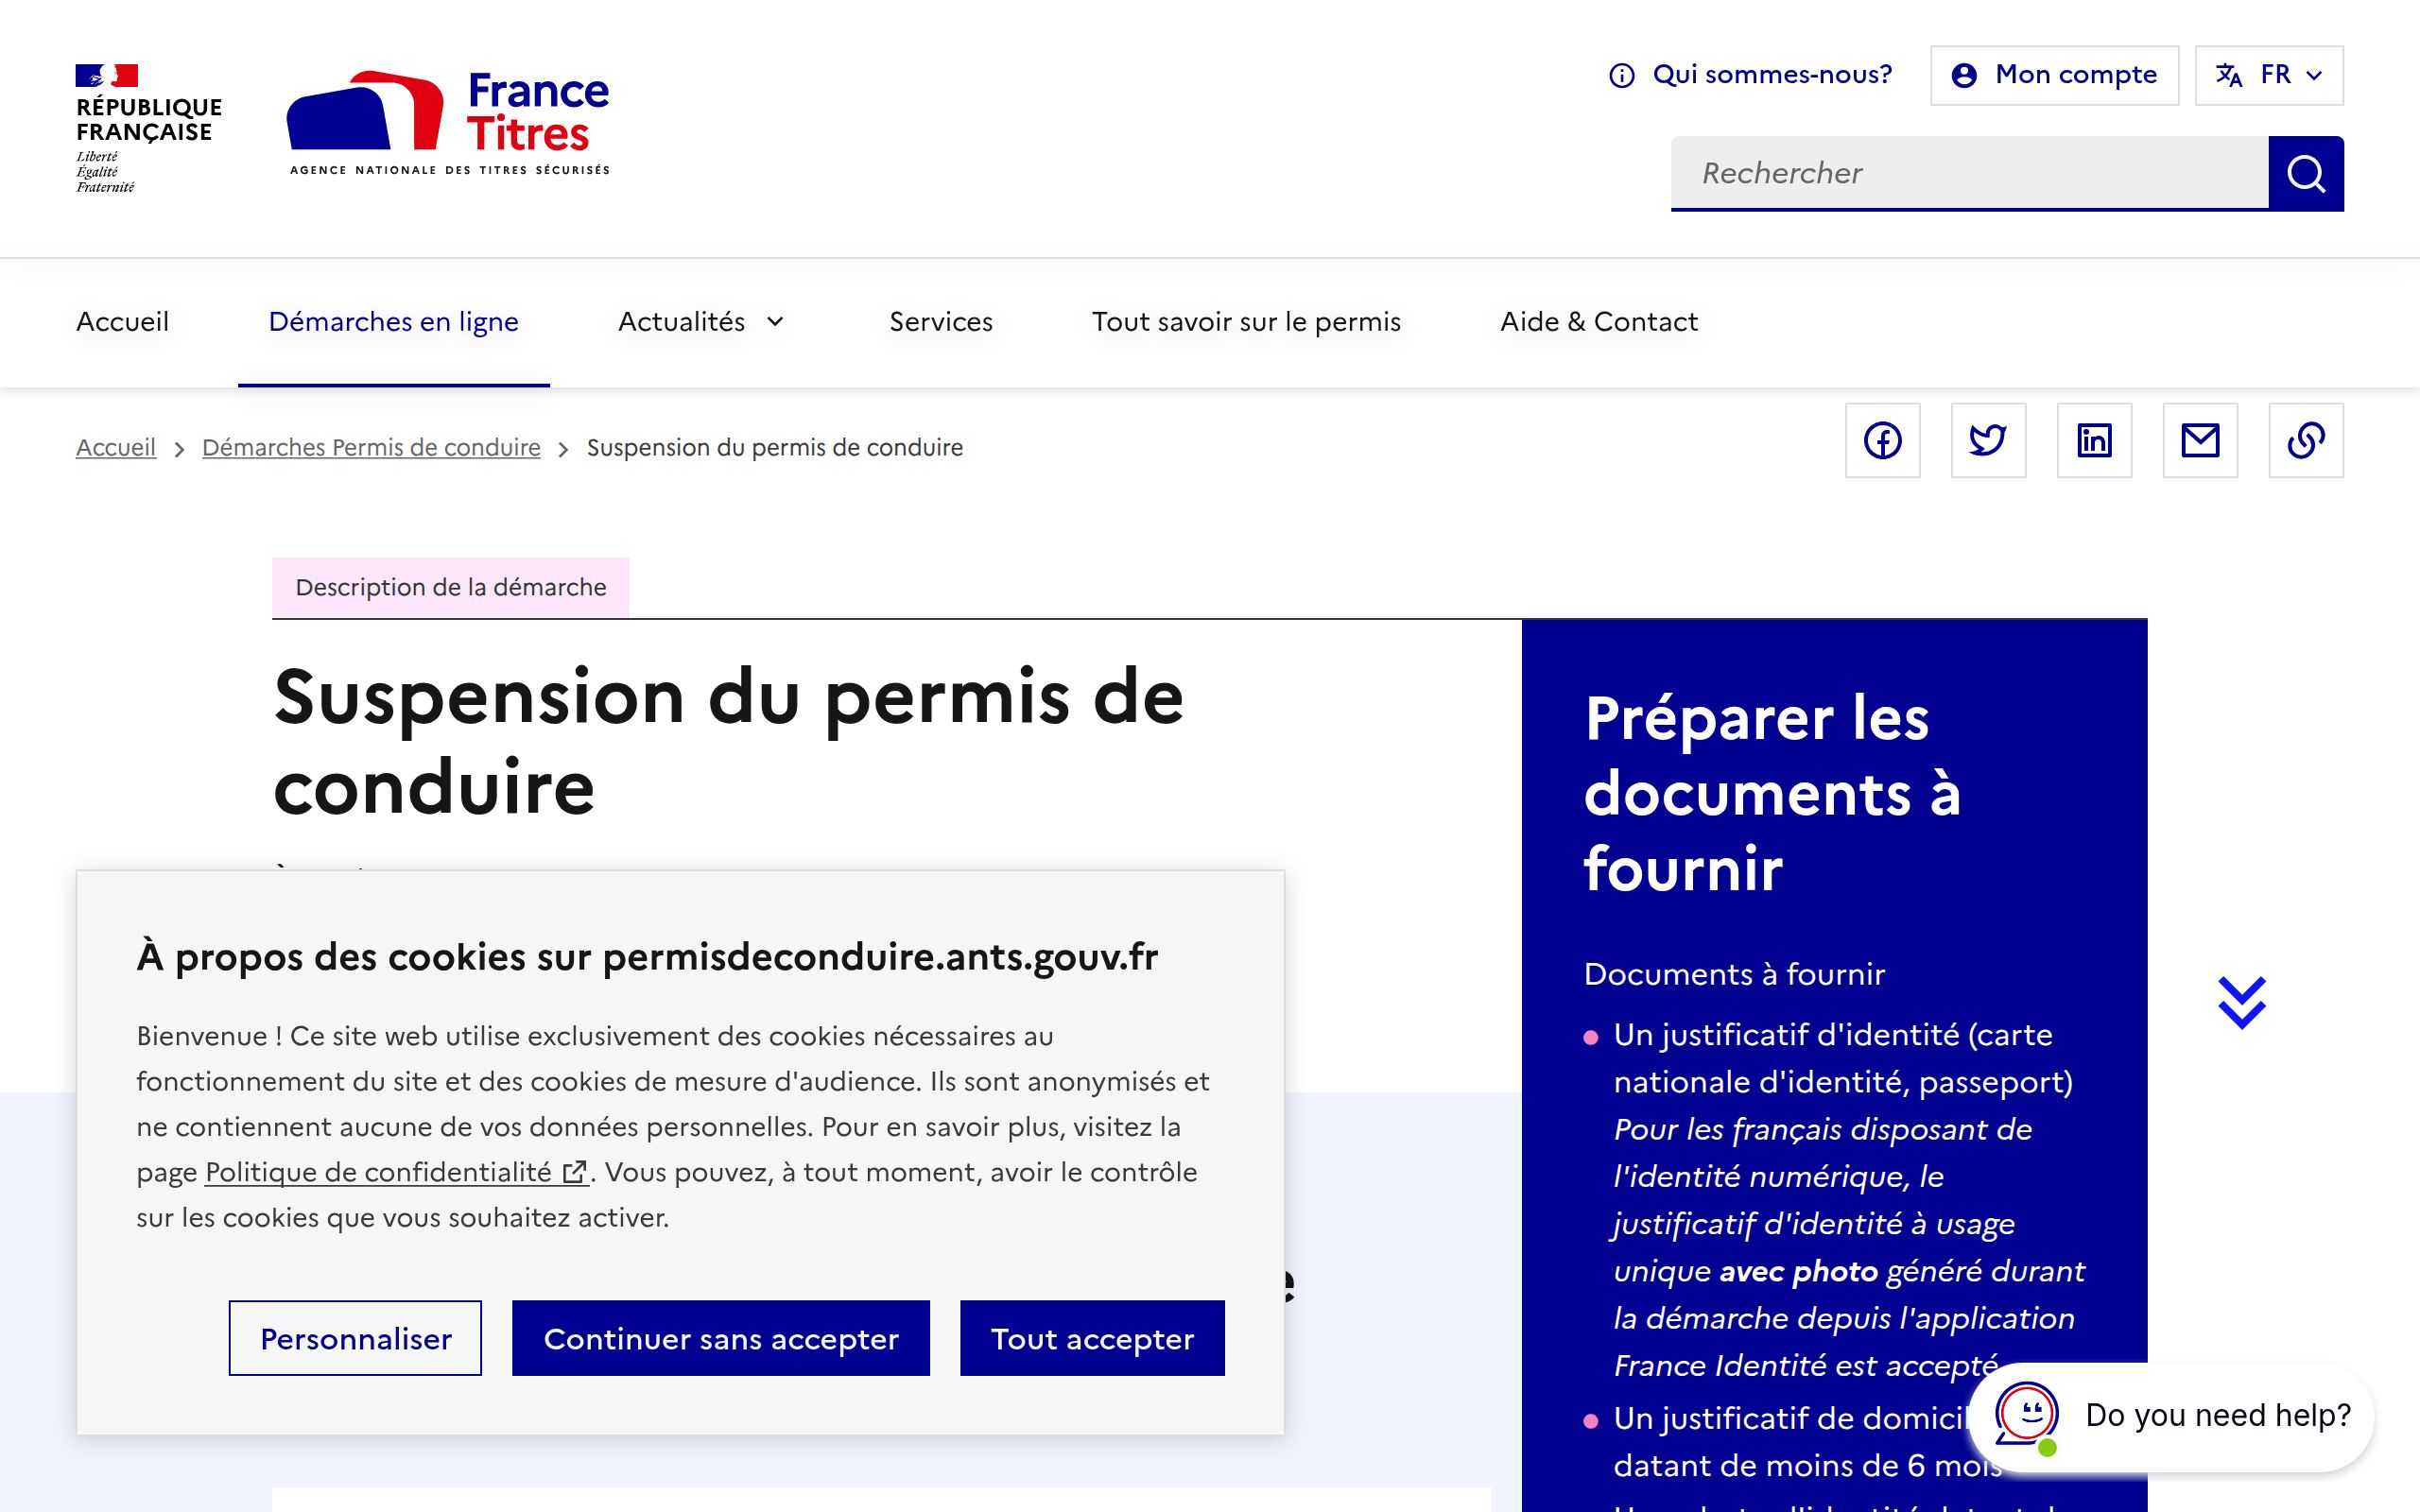 RÉPUBLIQUE
FRANÇAISE
Liberté
Égalité
Fraternité
France
Titres
AGENCE NATIONALE DES TITRES SÉCURISÉS
Qui sommes-nous?
Mon compte
FR
Rechercher
Accueil
Démarches en ligne
Actualités
Services
Tout savoir sur le permis
Aide & Contact
Accueil > Démarches Permis de conduire > Suspension du permis de conduire
Description de la démarche
Suspension du permis de
conduire
À propos des cookies sur permisdeconduire.ants.gouv.fr
Bienvenue ! Ce site web utilise exclusivement des cookies nécessaires au
fonctionnement du site et des cookies de mesure d'audience. Ils sont anonymisés et
ne contiennent aucune de vos données personnelles. Pour en savoir plus, visitez la
page Politique de confidentialité . Vous pouvez, à tout moment, avoir le contrôle
sur les cookies que vous souhaitez activer.
Personnaliser
Continuer sans accepter
Tout accepter
Préparer les
documents à
fournir
Documents à fournir
Un justificatif d'identité (carte
nationale d'identité, passeport)
Pour les français disposant de
l'identité numérique, le
justificatif d'identité à usage
unique avec photo généré durant
la démarche depuis l'application
France Identité est accepté
Un justificatif de
datant de moins de 6 mois
Do you need help?